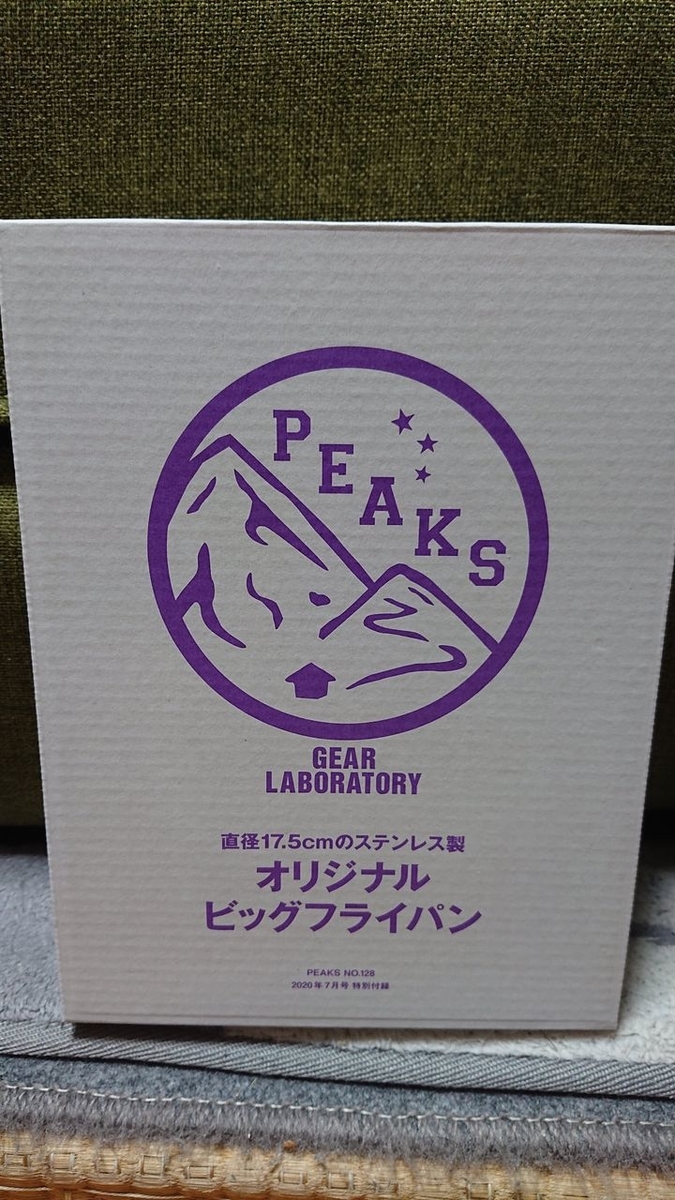 PEAKS
GEAR
LABORATORY
直径17.5cmのステンレス製
オリジナル
ビッグフライパン
PEAKS NO.128
2020年7月号 特別付録